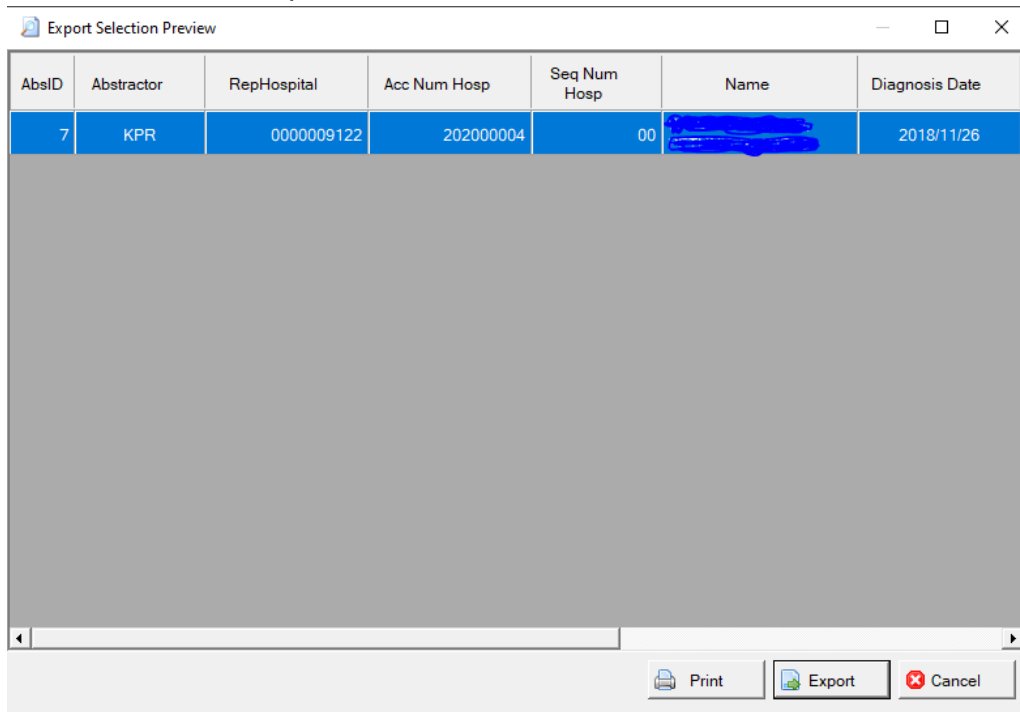 Export Selection Preview
AbsID Abstractor RepHospital Acc Num Hosp Seq Num Hosp Name Diagnosis Date
7 KPR 0000009122 202000004 00 2018/11/26
Print Export Cancel